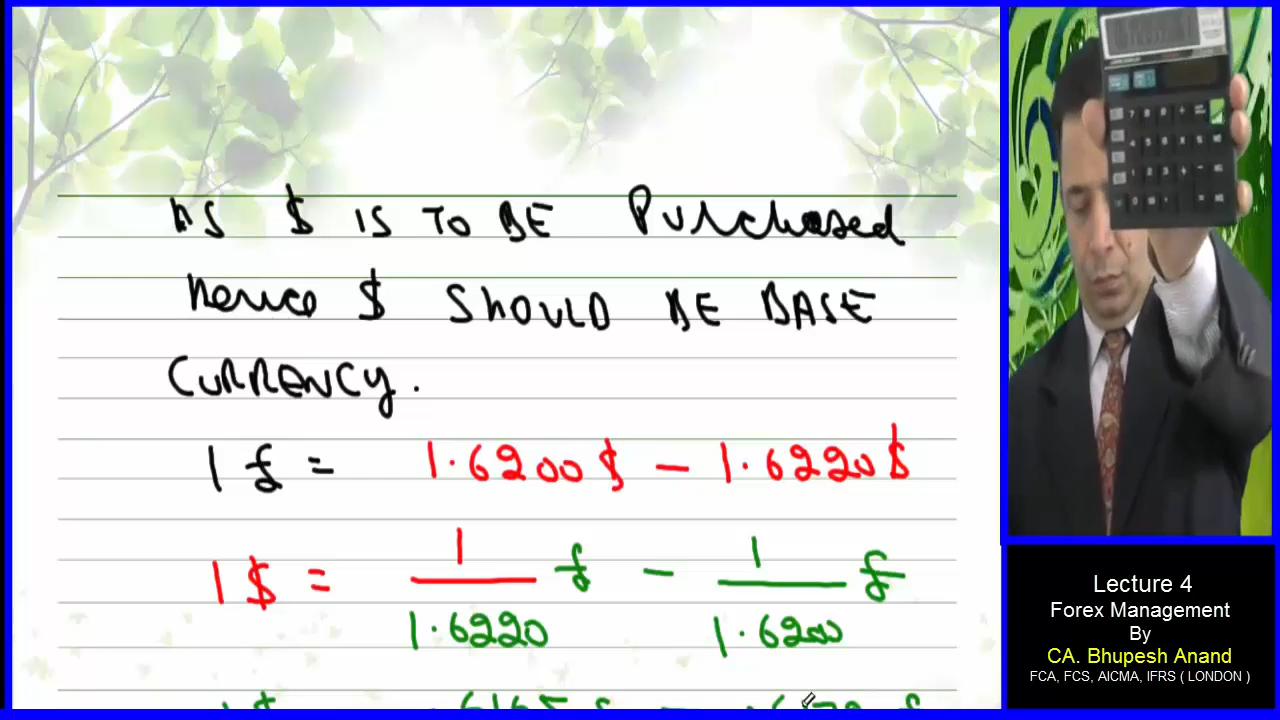 AS $ IS TO BE Purchased
hence $ SHOULD BE BASE
CURRENCY.
1 £ = 1.6200 $ - 1.6220 $
1 $ = 1/1.6220 £ - 1/1.6200 £
1 $
Lecture 4
Forex Management
By
CA. Bhupesh Anand
FCA, FCS, AICMA, IFRS ( LONDON )